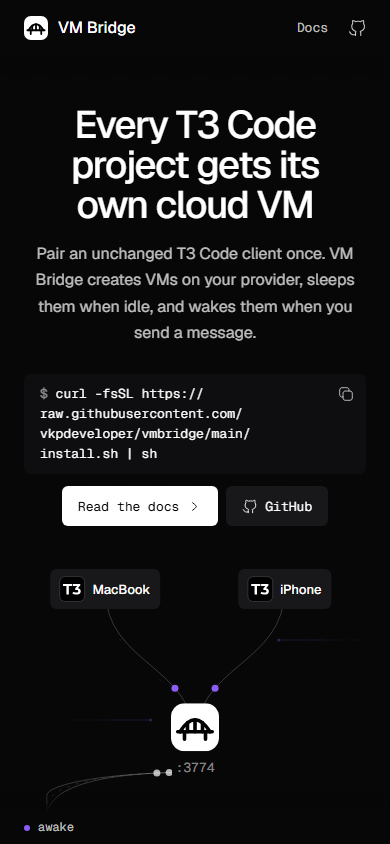 VM Bridge
Docs
Every T3 Code
project gets its
own cloud VM
Pair an unchanged T3 Code client once. VM
Bridge creates VMs on your provider, sleeps
them when idle, and wakes them when you
send a message.
$ curl -fsSL https://
raw.githubusercontent.com/
vkpdeveloper/vmbridge/main/
install.sh | sh
Read the docs
GitHub
T3 MacBook
T3 iPhone
:3774
awake